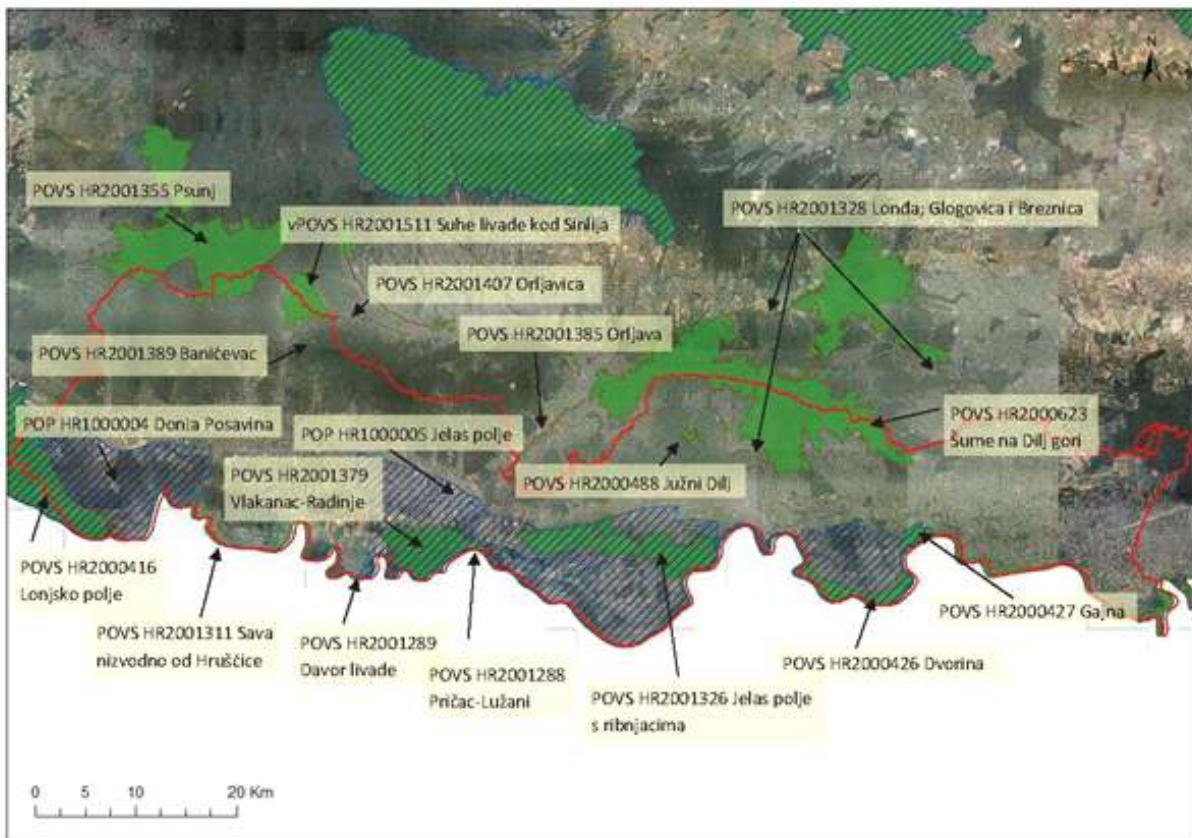 N
POVS HR2001355 Psunj
POVS HR2001328 Lonđa; Glogovica i Breznica
vPOVS HR2001511 Suhe livade kod Sinlija
POVS HR2001407 Orljavica
POVS HR2001385 Orljava
POVS HR2001389 Baničevac
POP HR1000004 Donja Posavina
POP HR1000005 Jelas polje
POVS HR2000623
Šume na Dilj gori
POVS HR2001379
Vlakanac-Radinje
POVS HR2000488 Južni Dilj
POVS HR2000416
Lonjsko polje
POVS HR2001311 Sava
nizvodno od Hrušćice
POVS HR2001289
Davor livade
POVS HR2001288
Pričac-Lužani
POVS HR2001326 Jelas polje
s ribnjacima
POVS HR2000427 Gajna
POVS HR2000426 Dvorina
0 5 10 20 Km